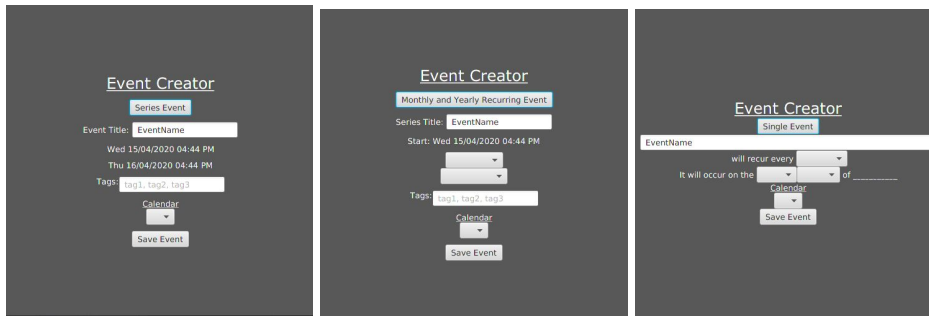 Event Creator
Series Event
Event Title: EventName
Wed 15/04/2020 04:44 PM
Thu 16/04/2020 04:44 PM
Tags: tag1, tag2, tag3
Calendar
Save Event
Event Creator
Monthly and Yearly Recurring Event
Series Title: EventName
Start: Wed 15/04/2020 04:44 PM
Tags: tag1, tag2, tag3
Calendar
Save Event
Event Creator
Single Event
EventName
will recur every
It will occur on the of __________
Calendar
Save Event